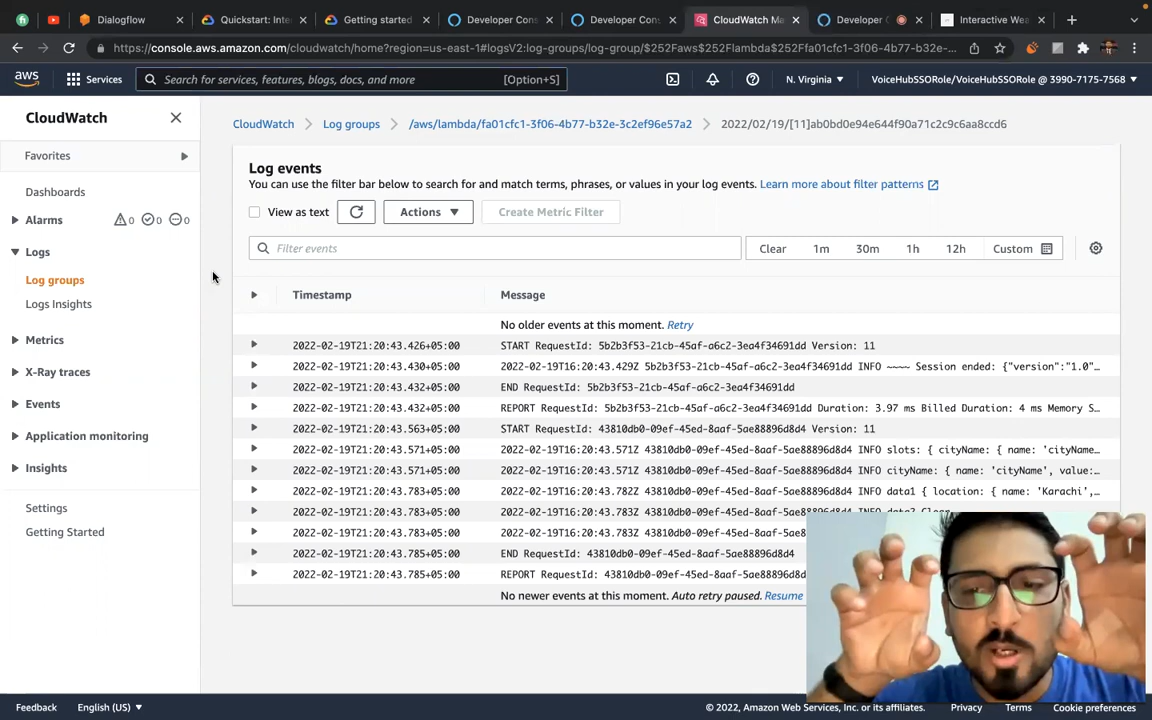 Dialogflow
Quickstart: Inte
Getting started
Developer Con
Developer Con
CloudWatch Ma
Developer C
Interactive Wea
https://console.aws.amazon.com/cloudwatch/home?region=us-east-1#logsV2:log-groups/log-group/$252Faws$252Flambda$252Ffa01cfc1-3f06-4b77-b32e-...
aws
Services
Search for services, features, blogs, docs, and more
[Option+S]
N. Virginia
VoiceHubSSORole/VoiceHubSSORole @ 3990-7175-7568
CloudWatch
Favorites
Dashboards
Alarms
0
0
0
Logs
Log groups
Logs Insights
Metrics
X-Ray traces
Events
Application monitoring
Insights
Settings
Getting Started
CloudWatch
Log groups
/aws/lambda/fa01cfc1-3f06-4b77-b32e-3c2ef96e57a2
2022/02/19/[11]ab0bd0e94e644f90a71c2c9c6aa8ccd6
Log events
You can use the filter bar below to search for and match terms, phrases, or values in your log events. Learn more about filter patterns
View as text
Actions
Create Metric Filter
Filter events
Clear
1m
30m
1h
12h
Custom
Timestamp
Message
No older events at this moment. Retry
2022-02-19T21:20:43.426+05:00 START RequestId: 5b2b3f53-21cb-45af-a6c2-3ea4f34691dd Version: 11
2022-02-19T21:20:43.430+05:00 2022-02-19T16:20:43.429Z 5b2b3f53-21cb-45af-a6c2-3ea4f34691dd INFO ~~~~ Session ended: {"version":"1.0"...
2022-02-19T21:20:43.432+05:00 END RequestId: 5b2b3f53-21cb-45af-a6c2-3ea4f34691dd
2022-02-19T21:20:43.432+05:00 REPORT RequestId: 5b2b3f53-21cb-45af-a6c2-3ea4f34691dd Duration: 3.97 ms Billed Duration: 4 ms Memory S...
2022-02-19T21:20:43.563+05:00 START RequestId: 43810db0-09ef-45ed-8aaf-5ae88896d8d4 Version: 11
2022-02-19T21:20:43.571+05:00 2022-02-19T16:20:43.571Z 43810db0-09ef-45ed-8aaf-5ae88896d8d4 INFO slots: { cityName: { name: 'cityName...
2022-02-19T21:20:43.571+05:00 2022-02-19T16:20:43.571Z 43810db0-09ef-45ed-8aaf-5ae88896d8d4 INFO cityName: { name: 'cityName', value:...
2022-02-19T21:20:43.783+05:00 2022-02-19T16:20:43.782Z 43810db0-09ef-45ed-8aaf-5ae88896d8d4 INFO data1 { location: { name: 'Karachi',...
2022-02-19T21:20:43.783+05:00 2022-02-19T16:20:43.783Z 43810db0-09ef-45ed-8aaf-5ae88896d8d4 INFO data2 Clear
2022-02-19T21:20:43.783+05:00 2022-02-19T16:20:43.783Z 43810db0-09ef-45ed-8aaf-5ae88896d8d
2022-02-19T21:20:43.785+05:00 END RequestId: 43810db0-09ef-45ed-8aaf-5ae88896d8d4
2022-02-19T21:20:43.785+05:00 REPORT RequestId: 43810db0-09ef-45ed-8aaf-5ae88896d8d
No newer events at this moment. Auto retry paused. Resume
Feedback
English (US)
© 2022, Amazon Web Services, Inc. or its affiliates.
Privacy
Terms
Cookie preferences